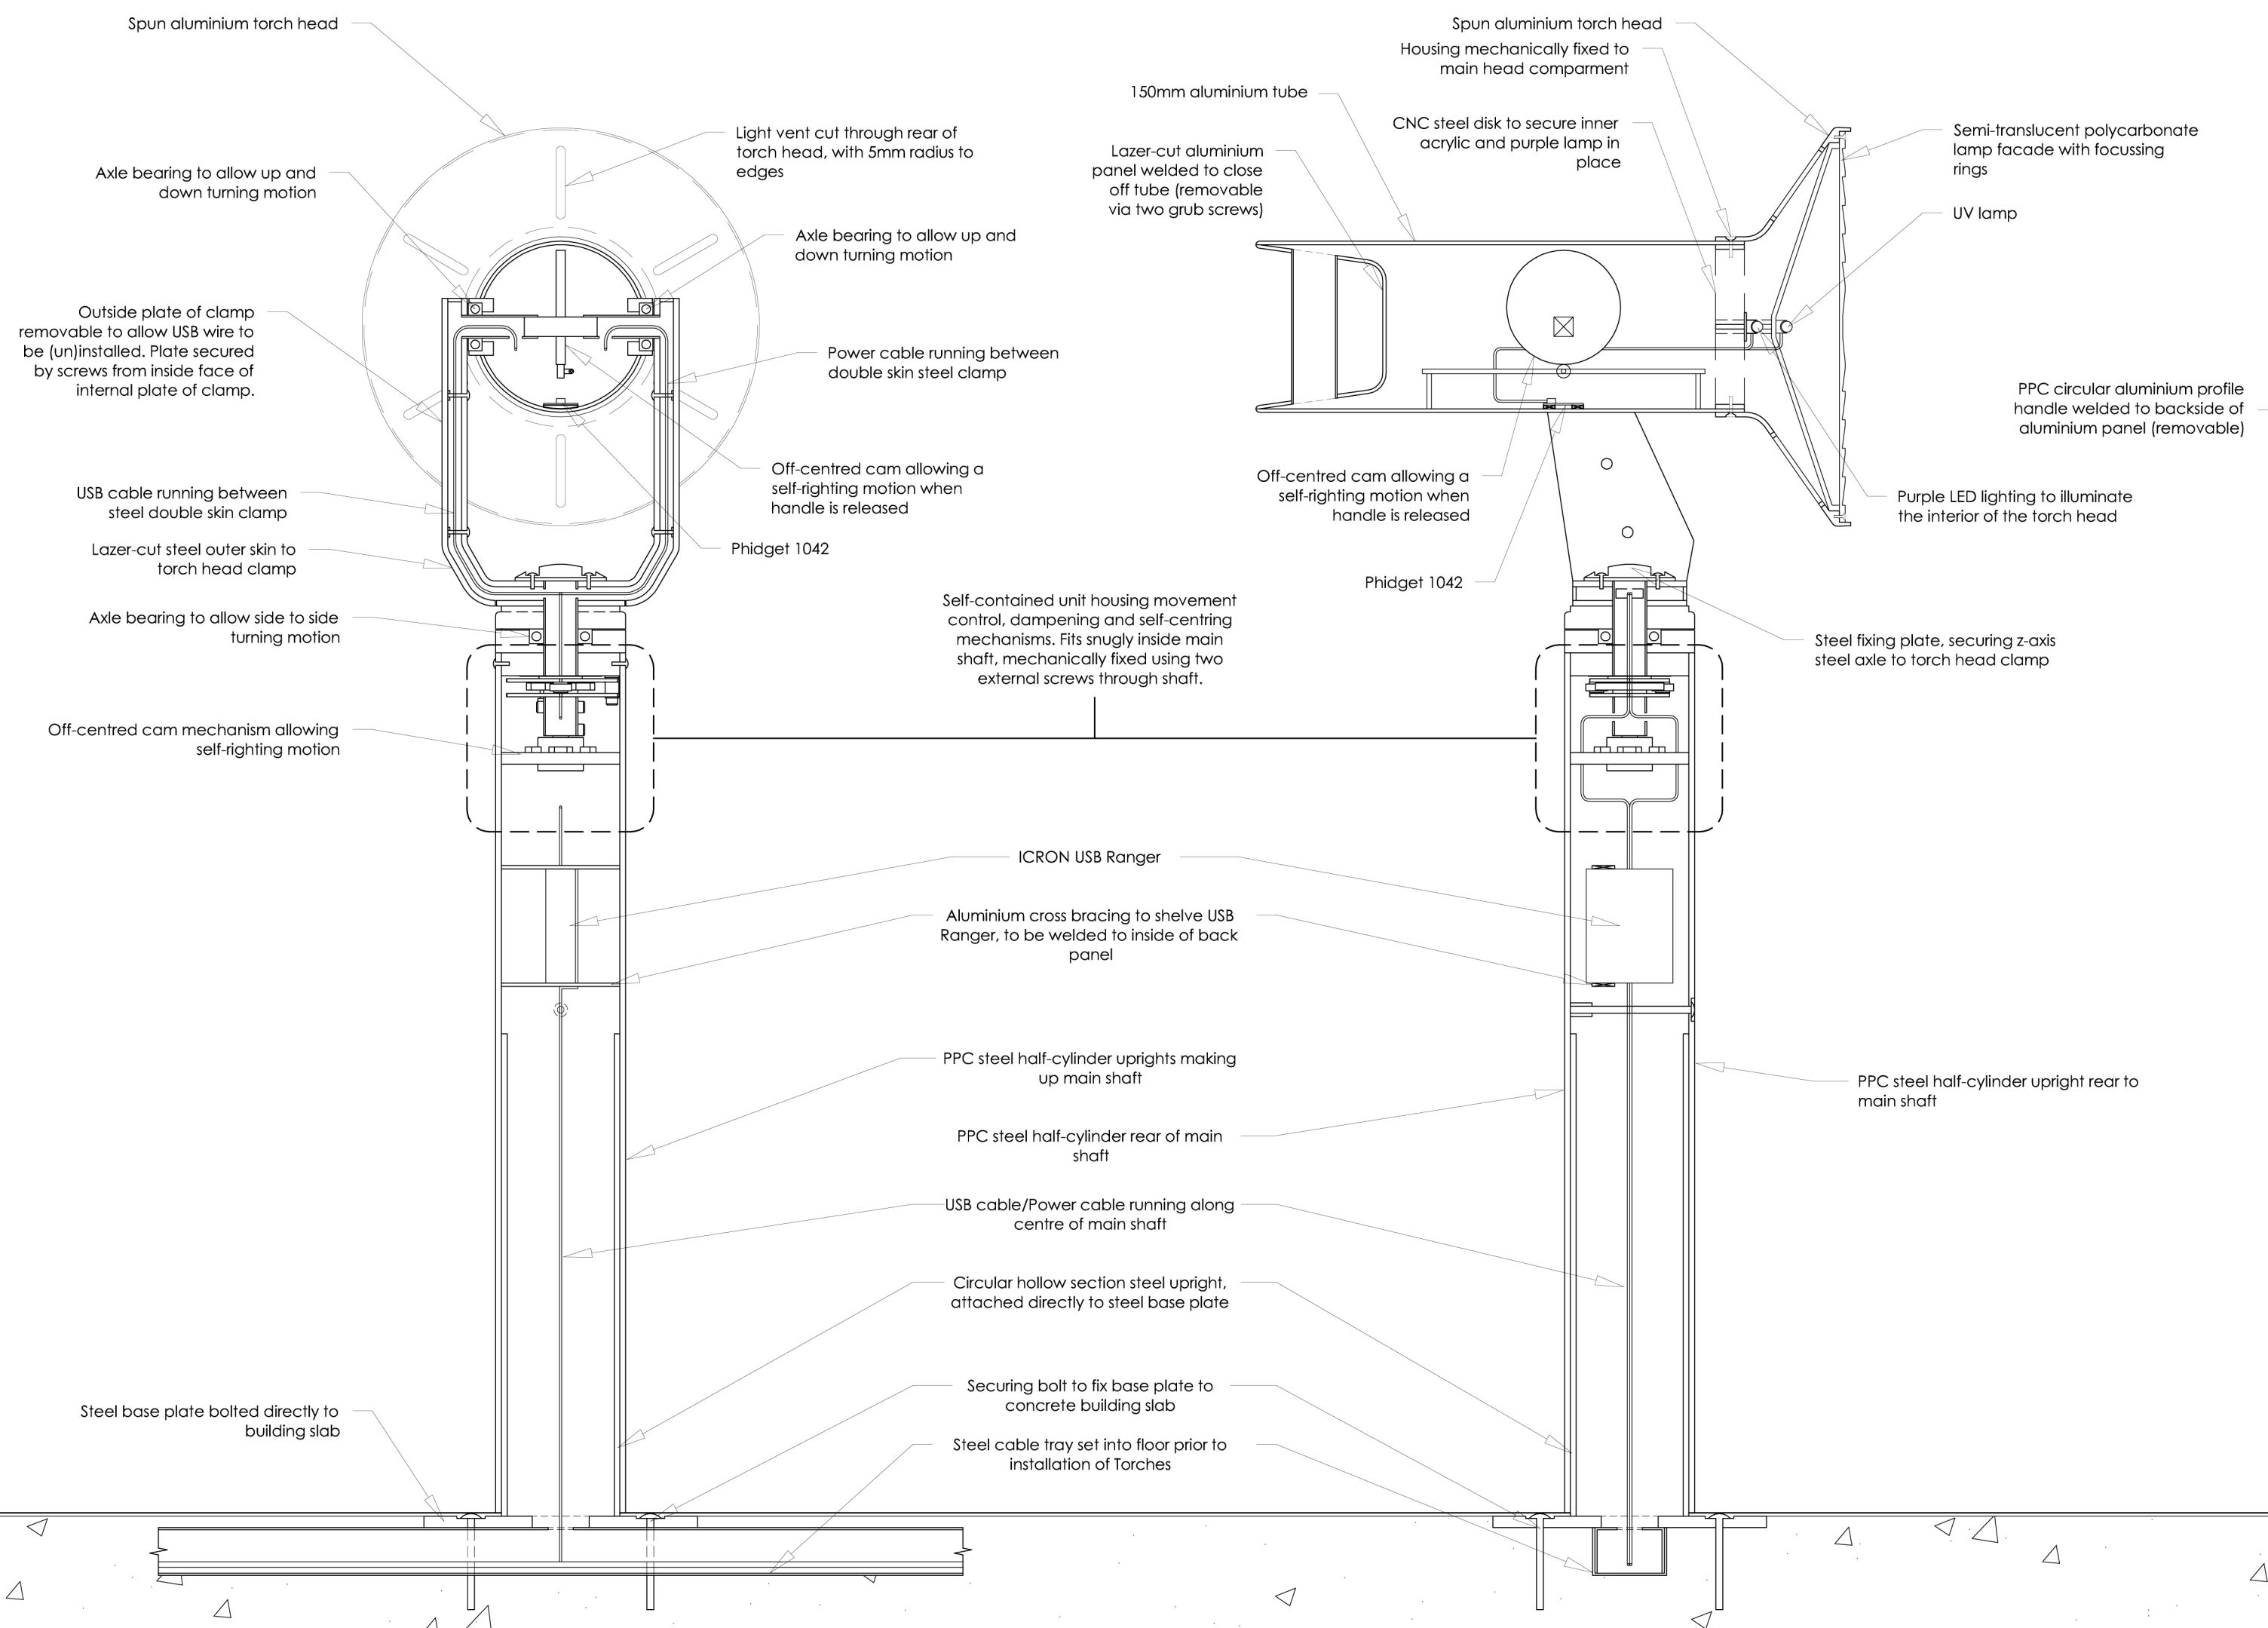 Spun aluminium torch head
Light vent cut through rear of
torch head, with 5mm radius to
edges
Axle bearing to allow up and
down turning motion
Axle bearing to allow up and
down turning motion
Outside plate of clamp
removable to allow USB wire to
be (un)installed. Plate secured
by screws from inside face of
internal plate of clamp.
Power cable running between
double skin steel clamp
Off-centred cam allowing a
self-righting motion when
handle is released
USB cable running between
steel double skin clamp
Phidget 1042
Lazer-cut steel outer skin to
torch head clamp
Axle bearing to allow side to side
turning motion
Off-centred cam mechanism allowing
self-righting motion
Steel base plate bolted directly to
building slab
Self-contained unit housing movement
control, dampening and self-centring
mechanisms. Fits snugly inside main
shaft, mechanically fixed using two
external screws through shaft.
ICRON USB Ranger
Aluminium cross bracing to shelve USB
Ranger, to be welded to inside of back
panel
PPC steel half-cylinder uprights making
up main shaft
PPC steel half-cylinder rear of main
shaft
USB cable/Power cable running along
centre of main shaft
Circular hollow section steel upright,
attached directly to steel base plate
Securing bolt to fix base plate to
concrete building slab
Steel cable tray set into floor prior to
installation of Torches
Spun aluminium torch head
Housing mechanically fixed to
main head comparment
150mm aluminium tube
CNC steel disk to secure inner
acrylic and purple lamp in
place
Lazer-cut aluminium
panel welded to close
off tube (removable
via two grub screws)
Semi-translucent polycarbonate
lamp facade with focussing
rings
UV lamp
PPC circular aluminium profile
handle welded to backside of
aluminium panel (removable)
Off-centred cam allowing a
self-righting motion when
handle is released
Purple LED lighting to illuminate
the interior of the torch head
Phidget 1042
Steel fixing plate, securing z-axis
steel axle to torch head clamp
PPC steel half-cylinder upright rear to
main shaft